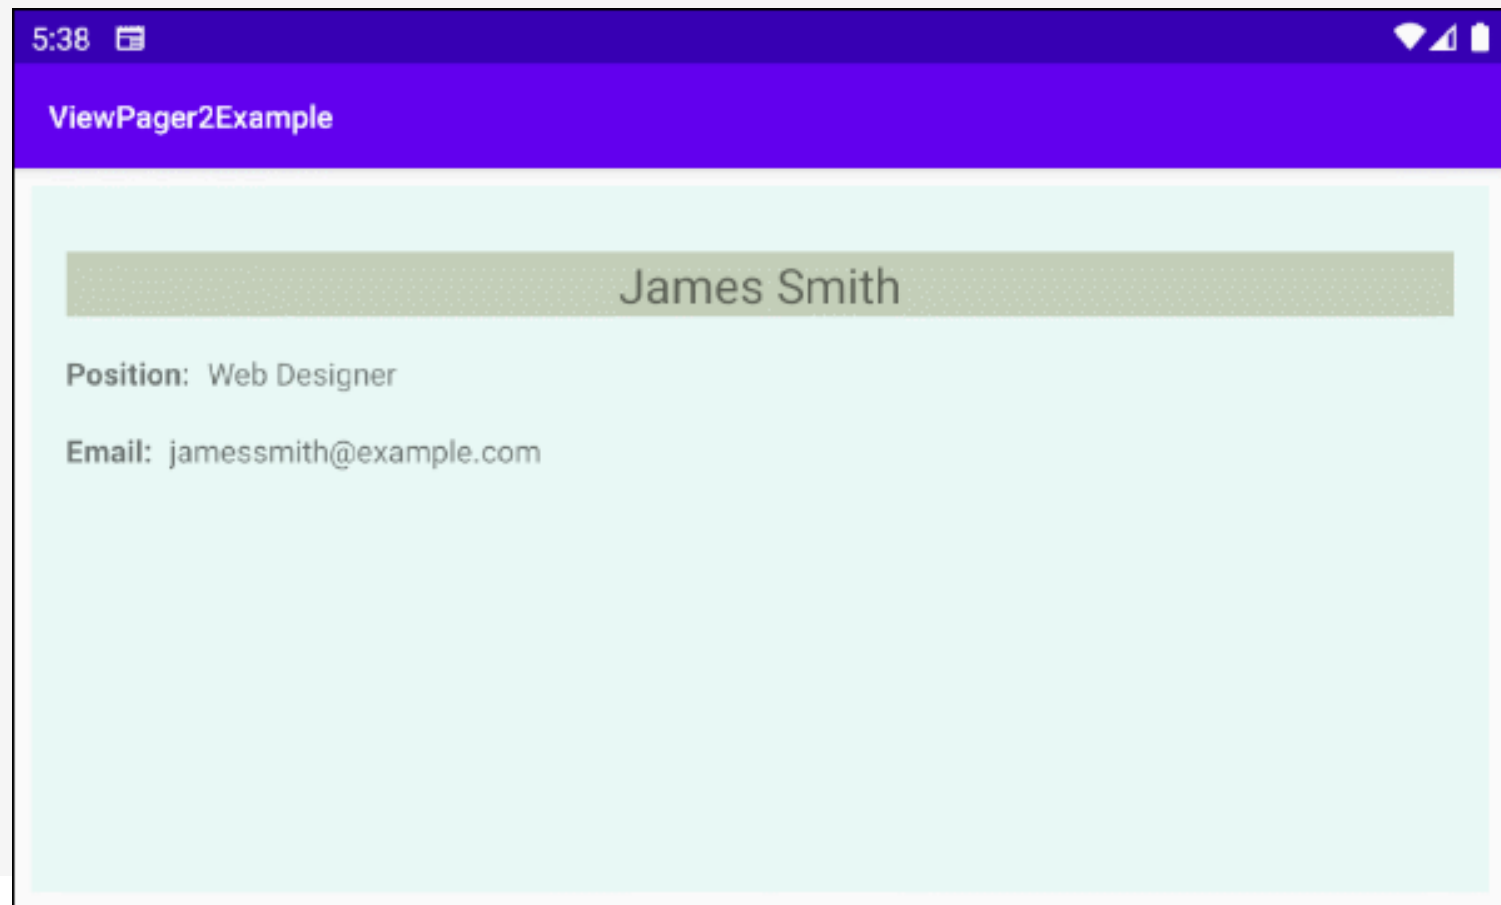 5:38
ViewPager2Example
James Smith
Position: Web Designer
Email: jamessmith@example.com